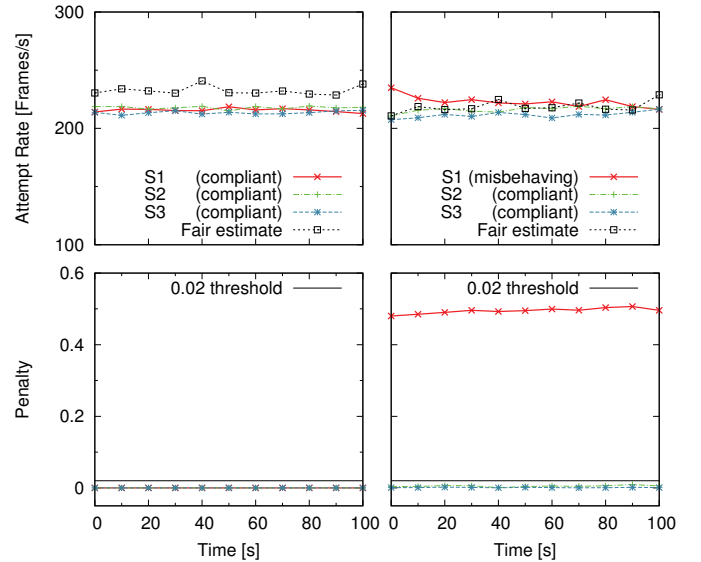 300
200
100
Attempt Rate [Frames/s]
S1 (compliant)
S2 (compliant)
S3 (compliant)
Fair estimate
S1 (misbehaving)
S2 (compliant)
S3 (compliant)
Fair estimate
0.6
0.4
0.2
0
Penalty
0.02 threshold
0.02 threshold
0 20 40 60 80 100
0 20 40 60 80 100
Time [s]
Time [s]